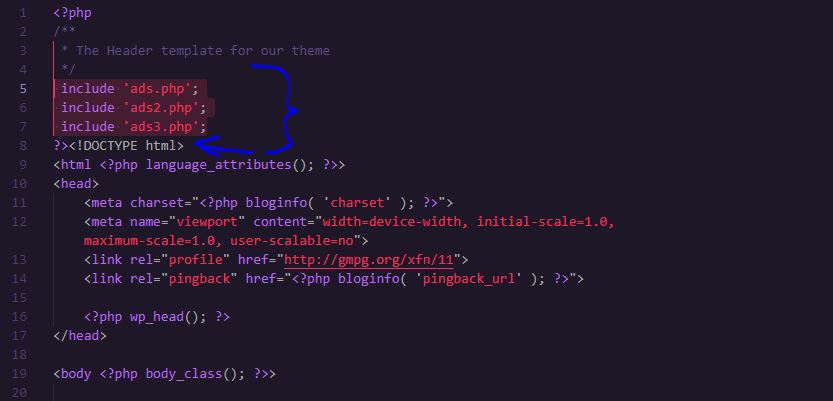 1 <?php
2 /**
3 * The Header template for our theme
4 */
5 include 'ads.php';
6 include 'ads2.php';
7 include 'ads3.php';
8 ?><!DOCTYPE html>
9 <html <?php language_attributes(); ?>>
10 <head>
11 <meta charset="<?php bloginfo( 'charset' ); ?>">
12 <meta name="viewport" content="width=device-width, initial-scale=1.0,
maximum-scale=1.0, user-scalable=no">
13 <link rel="profile" href="http://gmpg.org/xfn/11">
14 <link rel="pingback" href="<?php bloginfo( 'pingback_url' ); ?>">
15
16 <?php wp_head(); ?>
17 </head>
18
19 <body <?php body_class(); ?>>
20